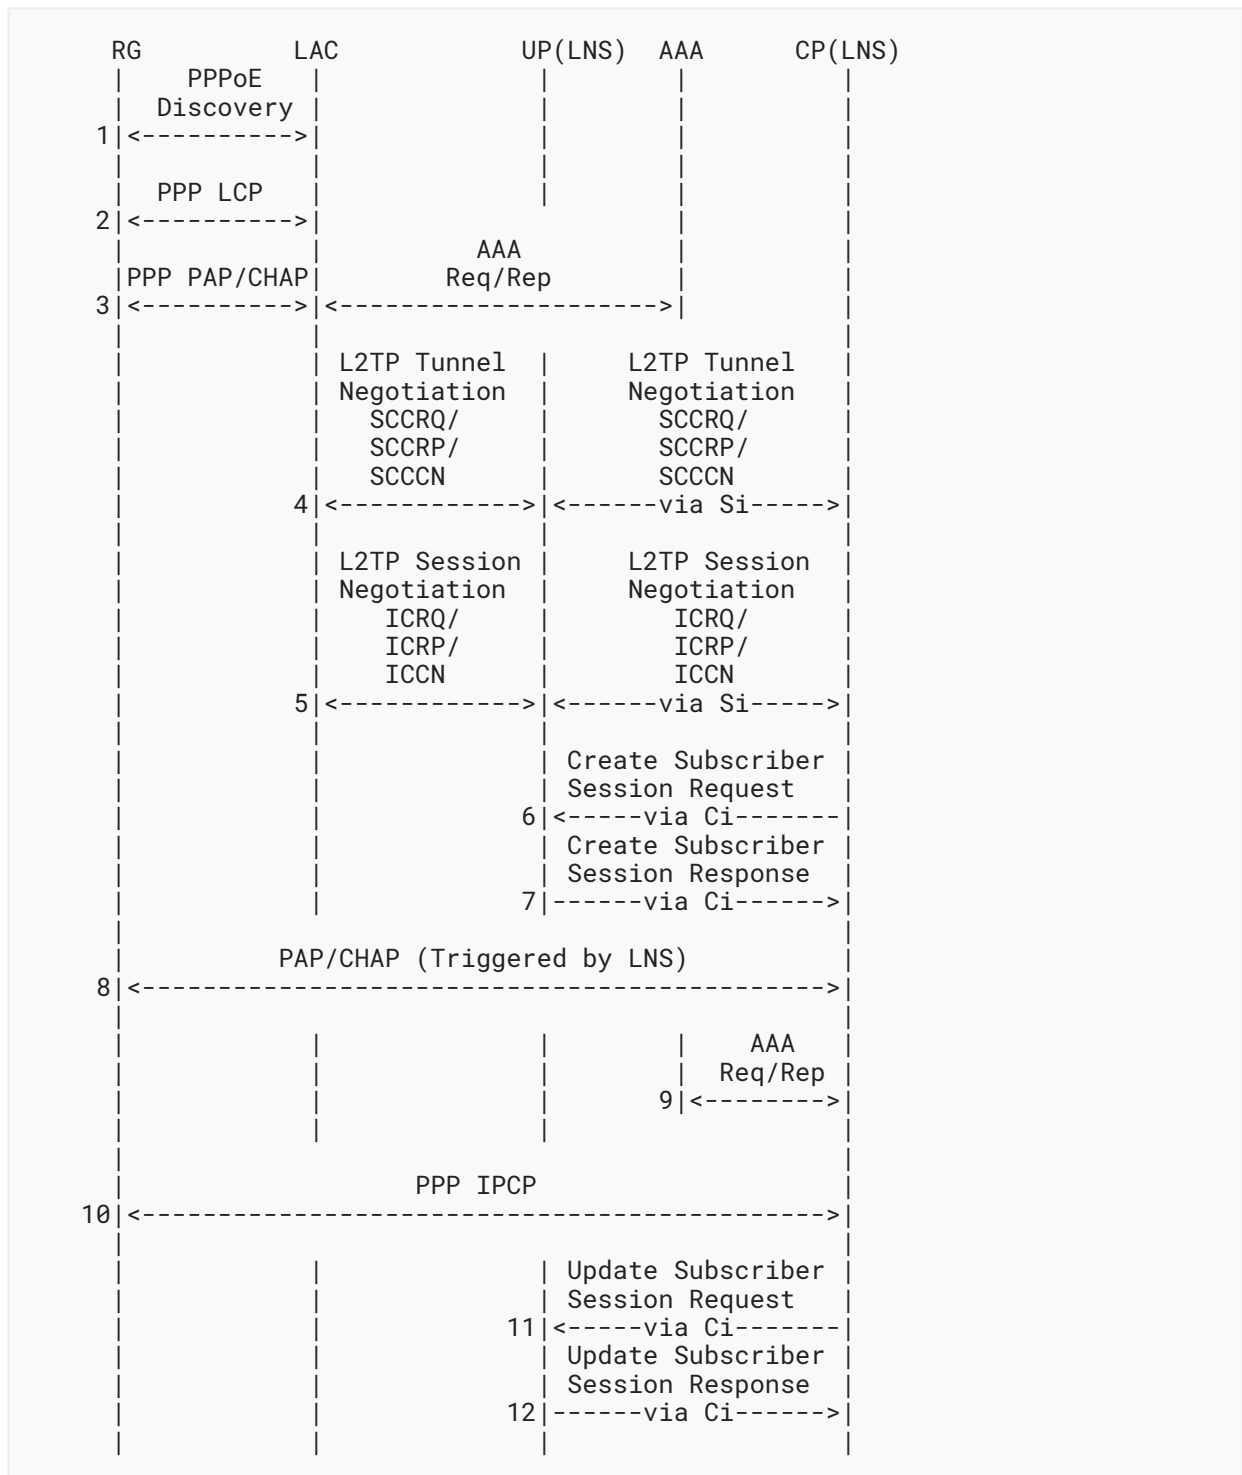 RG LAC UP(LNS) AAA CP(LNS)
| PPPoE | | | |
| Discovery | | | |
1|<---------->| | | |
| | | | |
| PPP LCP | | | |
2|<---------->| | |
| | AAA | |
|PPP PAP/CHAP| Req/Rep | |
3|<---------->|<--------------------->| |
| | |
| | L2TP Tunnel | L2TP Tunnel |
| | Negotiation | Negotiation |
| | SCCRQ/ | SCCRQ/ |
| | SCCRP/ | SCCRP/ |
| | SCCCN | SCCCN |
| 4|<------------>|<------via Si----->|
| | | |
| | L2TP Session | L2TP Session |
| | Negotiation | Negotiation |
| | ICRQ/ | ICRQ/ |
| | ICRP/ | ICRP/ |
| | ICCN | ICCN |
| 5|<------------>|<------via Si----->|
| | | |
| | | Create Subscriber |
| | | Session Request |
| | 6|<-----via Ci-------|
| | | Create Subscriber |
| | | Session Response |
| | 7|------via Ci------>|
| |
| PAP/CHAP (Triggered by LNS) |
8|<--------------------------------------------->|
| |
| | | | AAA |
| | | | Req/Rep |
| | | 9|<-------->|
| | | |
| |
| PPP IPCP |
10|<--------------------------------------------->|
| |
| | | Update Subscriber |
| | | Session Request |
| | 11|<-----via Ci-------|
| | | Update Subscriber |
| | | Session Response |
| | 12|------via Ci------>|
| | | |